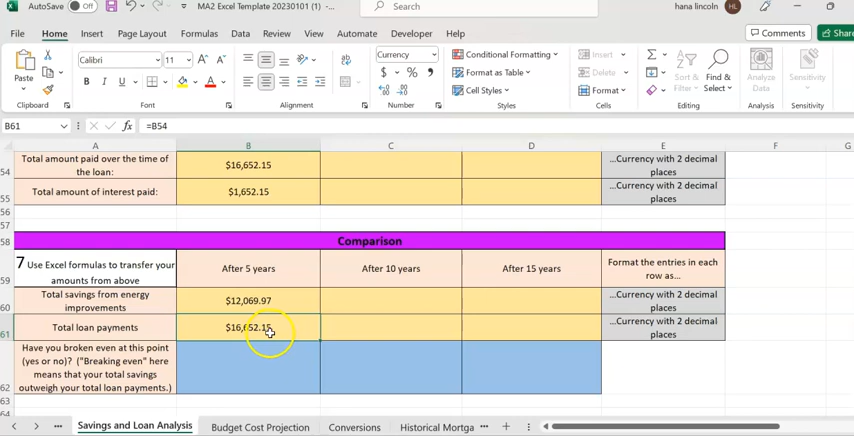 AutoSave Off MA2 Excel Template 20230101 (1) -... Search hana lincoln HL
File Home Insert Page Layout Formulas Data Review View Automate Developer Help Comments Share
Paste Calibri 11 A^ A˅ B I U A ab Currency $ % 9 Conditional Formatting Format as Table Cell Styles Insert Delete Format Σ Sort & Filter Find & Select Analyze Data Sensitivity
Clipboard Font Alignment Number Styles Cells Editing Analysis Sensitivity
B61 fx =B54
A B C D E F G
54 Total amount paid over the time of the loan: $16,652.15 ...Currency with 2 decimal places
55 Total amount of interest paid: $1,652.15 ...Currency with 2 decimal places
56
57
58 Comparison
59 7 Use Excel formulas to transfer your amounts from above After 5 years After 10 years After 15 years Format the entries in each row as...
60 Total savings from energy improvements $12,069.97 ...Currency with 2 decimal places
61 Total loan payments $16,652.15 ...Currency with 2 decimal places
62 Have you broken even at this point (yes or no)? ("Breaking even" here means that your total savings outweigh your total loan payments.)
63
64
... Savings and Loan Analysis Budget Cost Projection Conversions Historical Mortga ... +